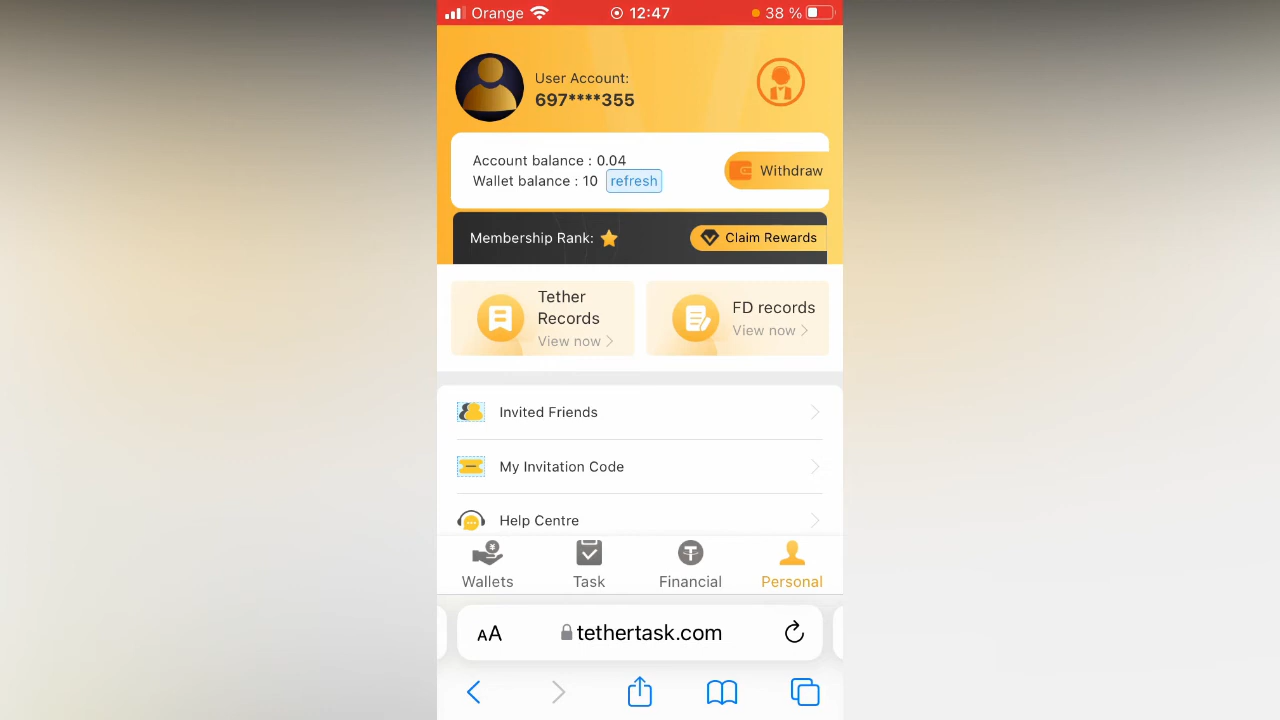 Orange 12:47 38 %
User Account:
697****355
Account balance : 0.04
Wallet balance : 10 refresh
Withdraw
Membership Rank: Claim Rewards
Tether
Records
View now
FD records
View now
Invited Friends
My Invitation Code
Help Centre
Wallets Task Financial Personal
AA tethertask.com